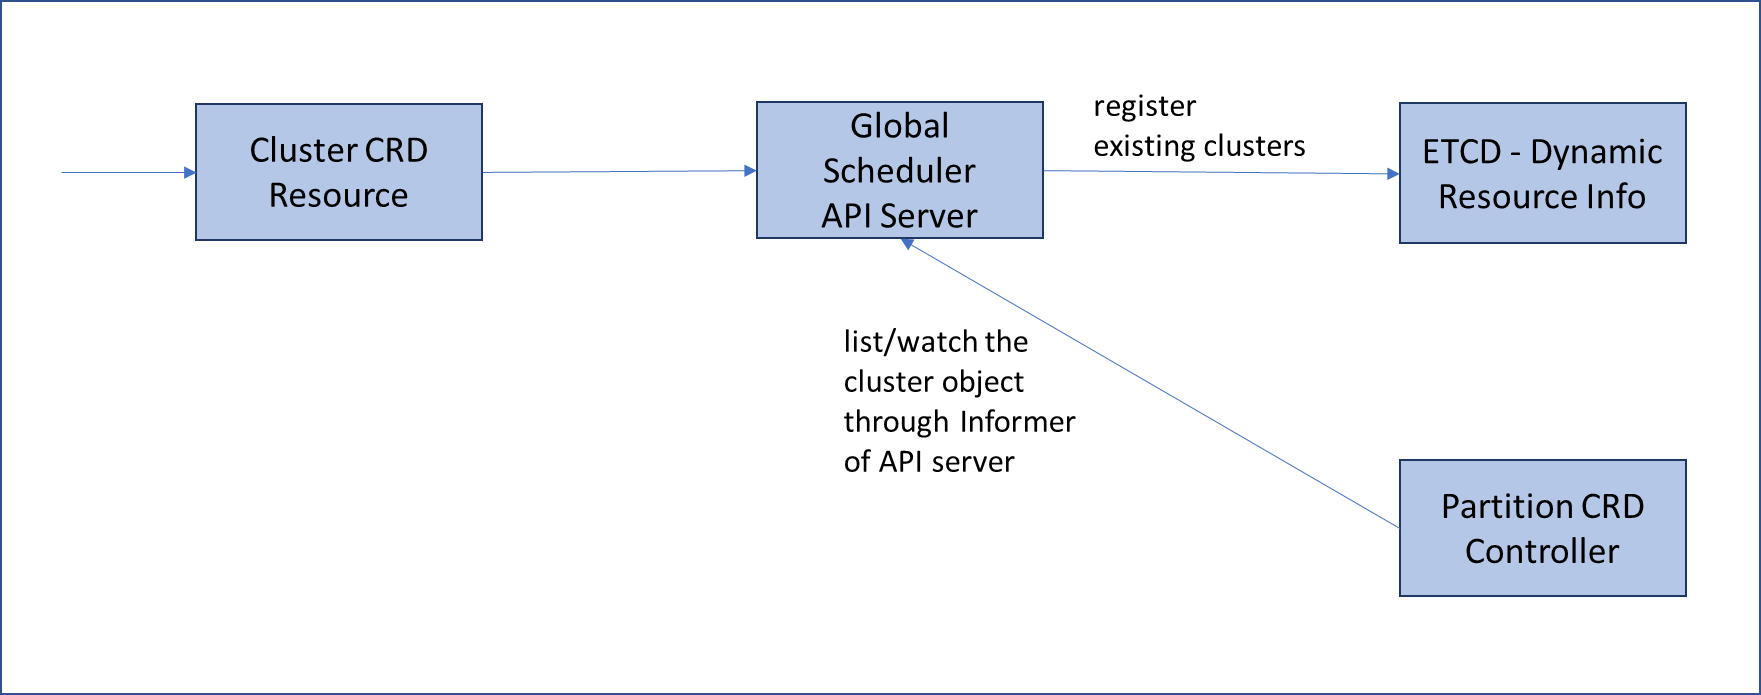 Cluster CRD
Resource
Global
Scheduler
API Server
register
existing clusters
ETCD - Dynamic
Resource Info
list/watch the
cluster object
through Informer
of API server
Partition CRD
Controller